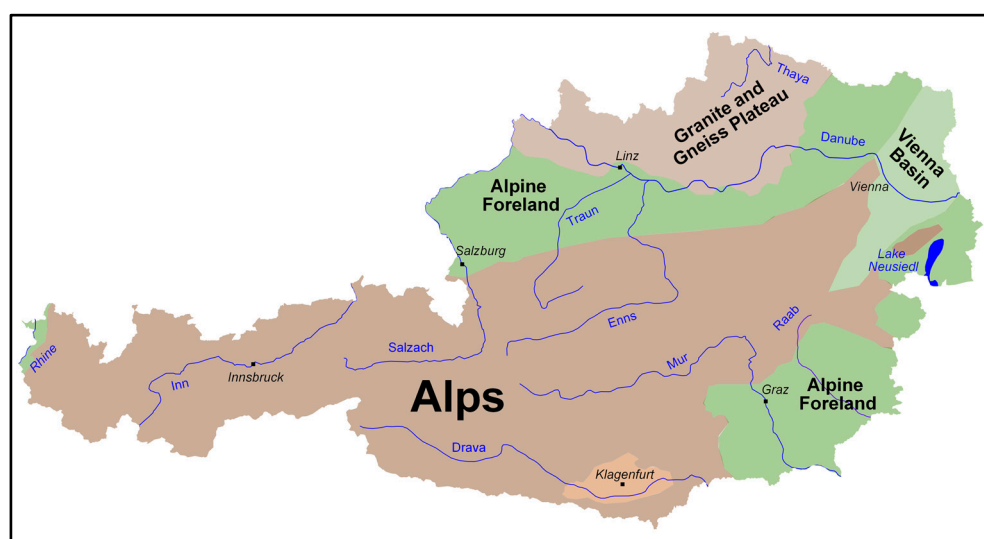 Thaya
Granite and
Gneiss Plateau
Danube
Vienna
Basin
Linz
Alpine
Foreland
Vienna
Traun
Salzburg
Lake
Neusiedl
Rhine
Enns
Raab
Salzach
Mur
Inn
Innsbruck
Alps
Graz
Alpine
Foreland
Drava
Klagenfurt